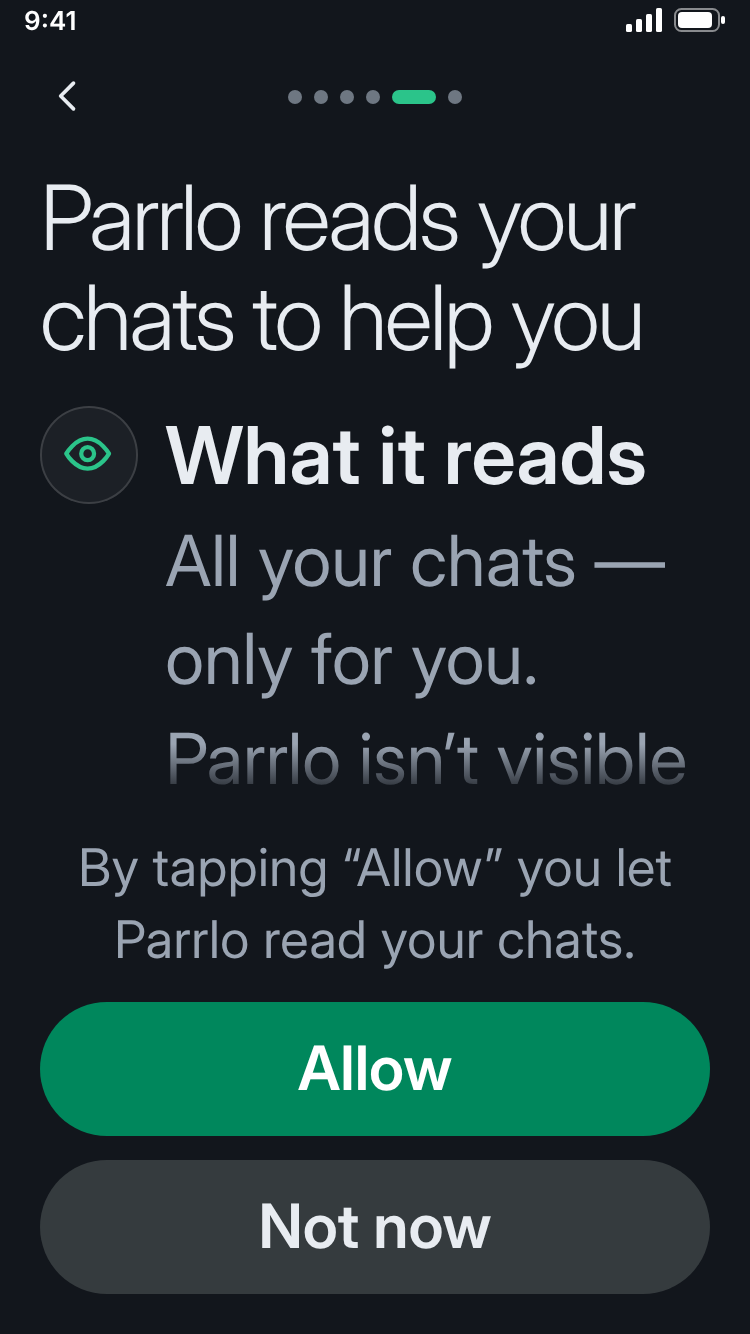 9:41
Parrlo reads your
chats to help you
What it reads
All your chats —
only for you.
Parrlo isn’t visible
By tapping “Allow” you let
Parrlo read your chats.
Allow
Not now